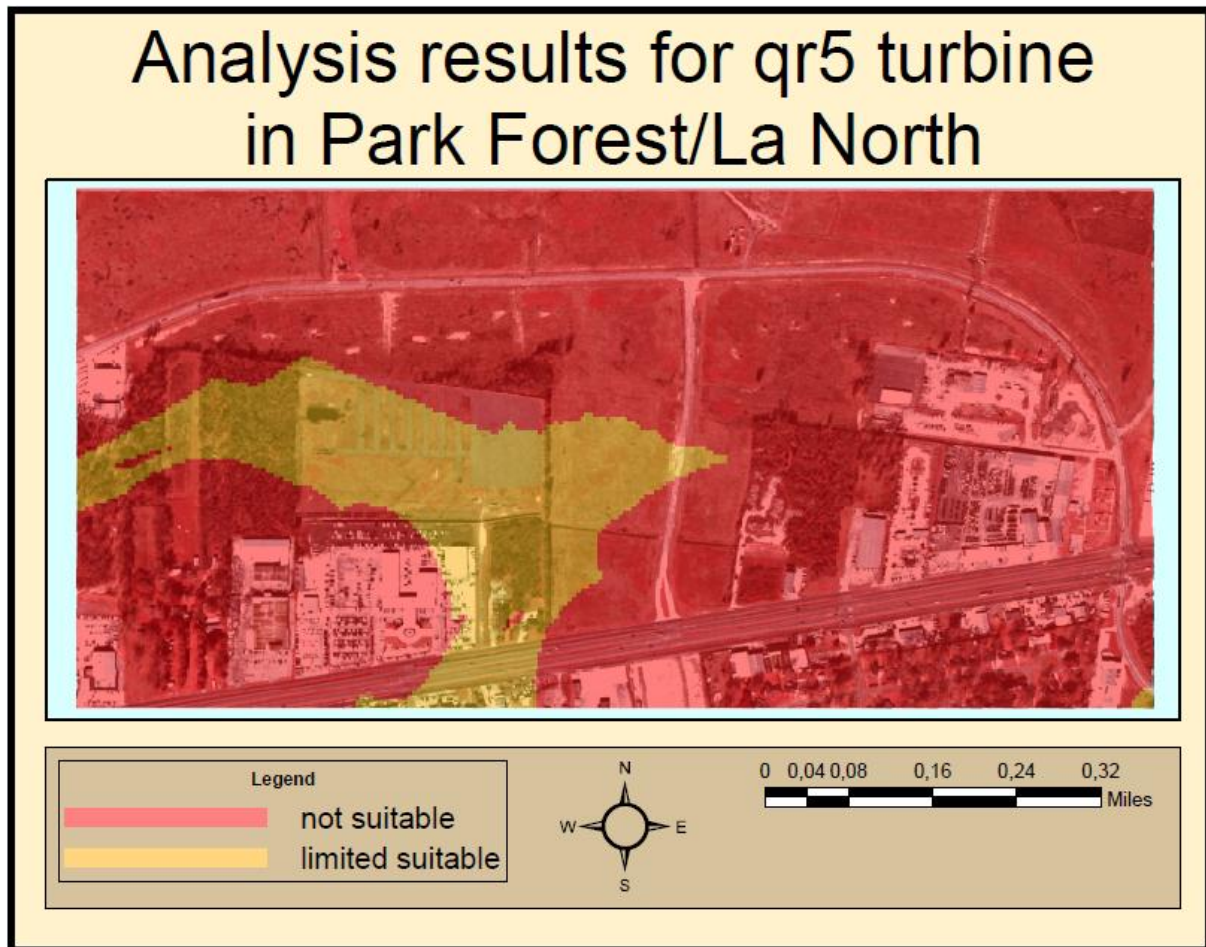 Analysis results for qr5 turbine
in Park Forest/La North
Legend
not suitable
limited suitable
N
W E
S
0 0,04 0,08 0,16 0,24 0,32
Miles